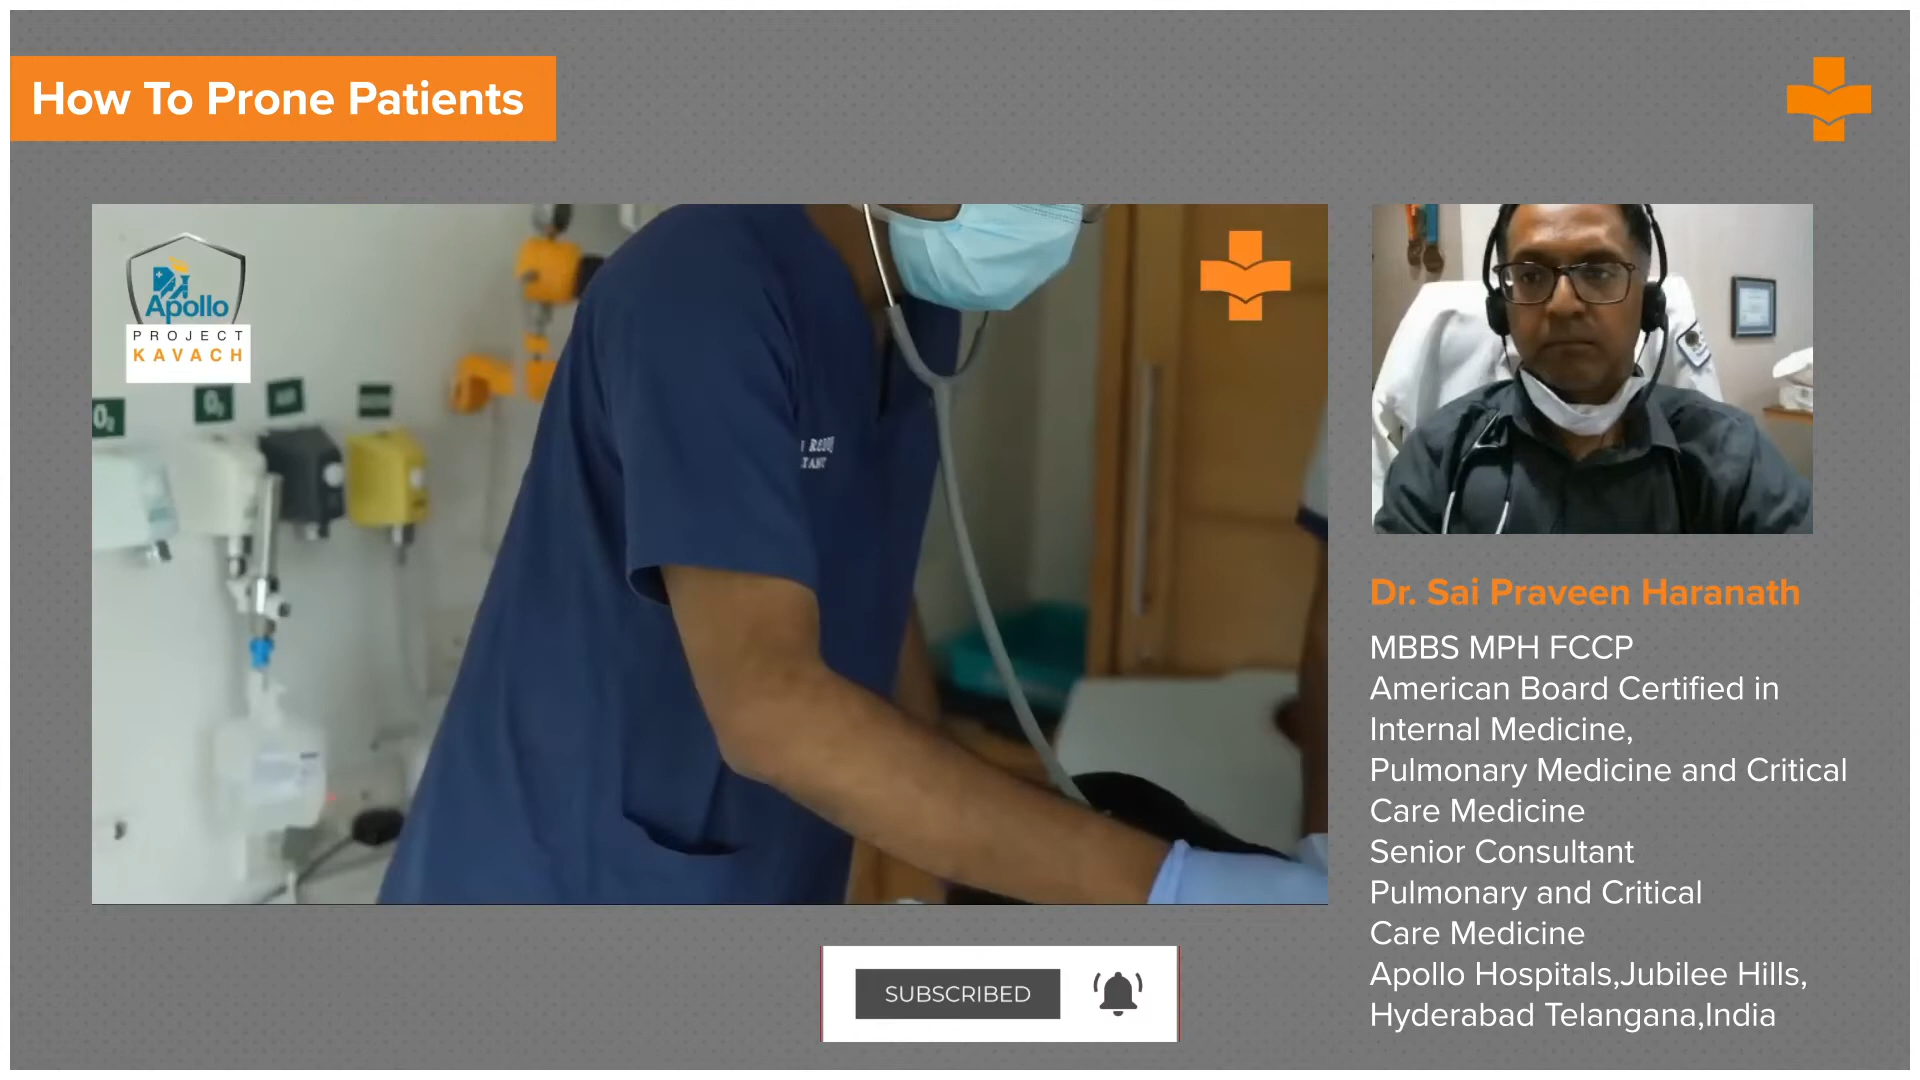 How To Prone Patients
Apollo
PROJECT
KAVACH
O₂
O₂
Dr. Sai Praveen Haranath
MBBS MPH FCCP
American Board Certified in
Internal Medicine,
Pulmonary Medicine and Critical
Care Medicine
Senior Consultant
Pulmonary and Critical
Care Medicine
Apollo Hospitals,Jubilee Hills,
Hyderabad Telangana,India
SUBSCRIBED